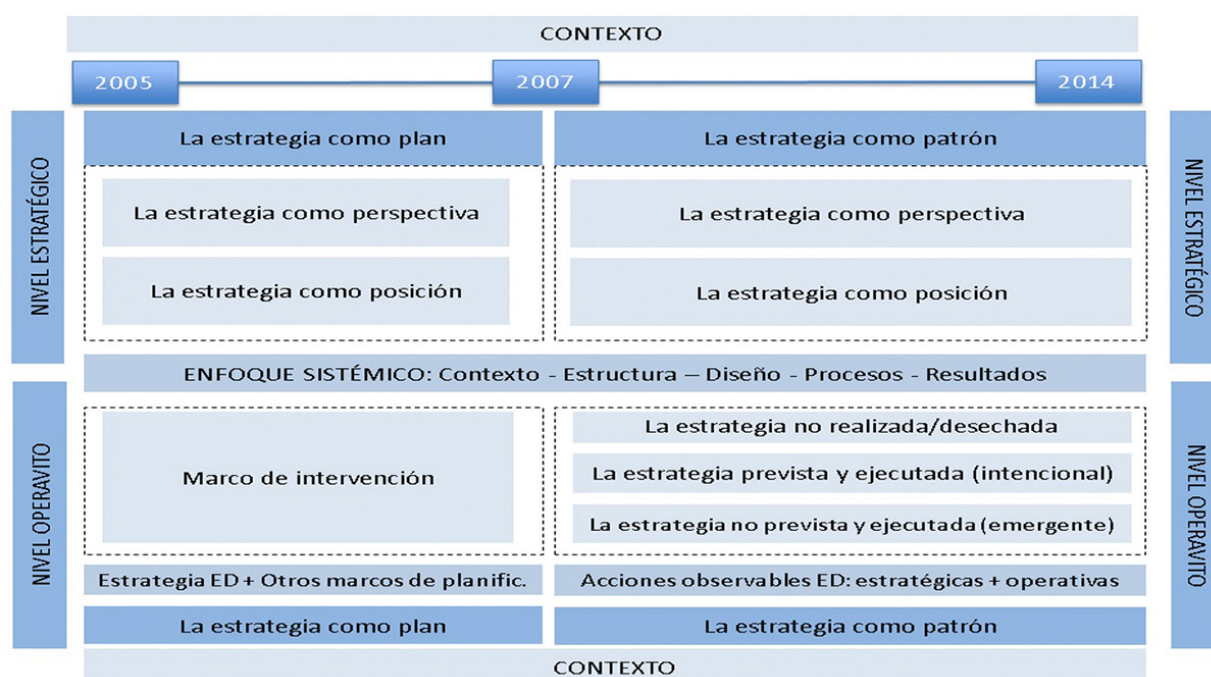 CONTEXTO
2005
2007
2014
La estrategia como plan
La estrategia como patrón
NIVEL ESTRATÉGICO
NIVEL ESTRATÉGICO
La estrategia como perspectiva
La estrategia como perspectiva
La estrategia como posición
La estrategia como posición
ENFOQUE SISTÉMICO: Contexto - Estructura – Diseño - Procesos - Resultados
NIVEL OPERAVITO
NIVEL OPERAVITO
Marco de intervención
La estrategia no realizada/desechada
La estrategia prevista y ejecutada (intencional)
La estrategia no prevista y ejecutada (emergente)
Estrategia ED + Otros marcos de planific.
Acciones observables ED: estratégicas + operativas
La estrategia como plan
La estrategia como patrón
CONTEXTO